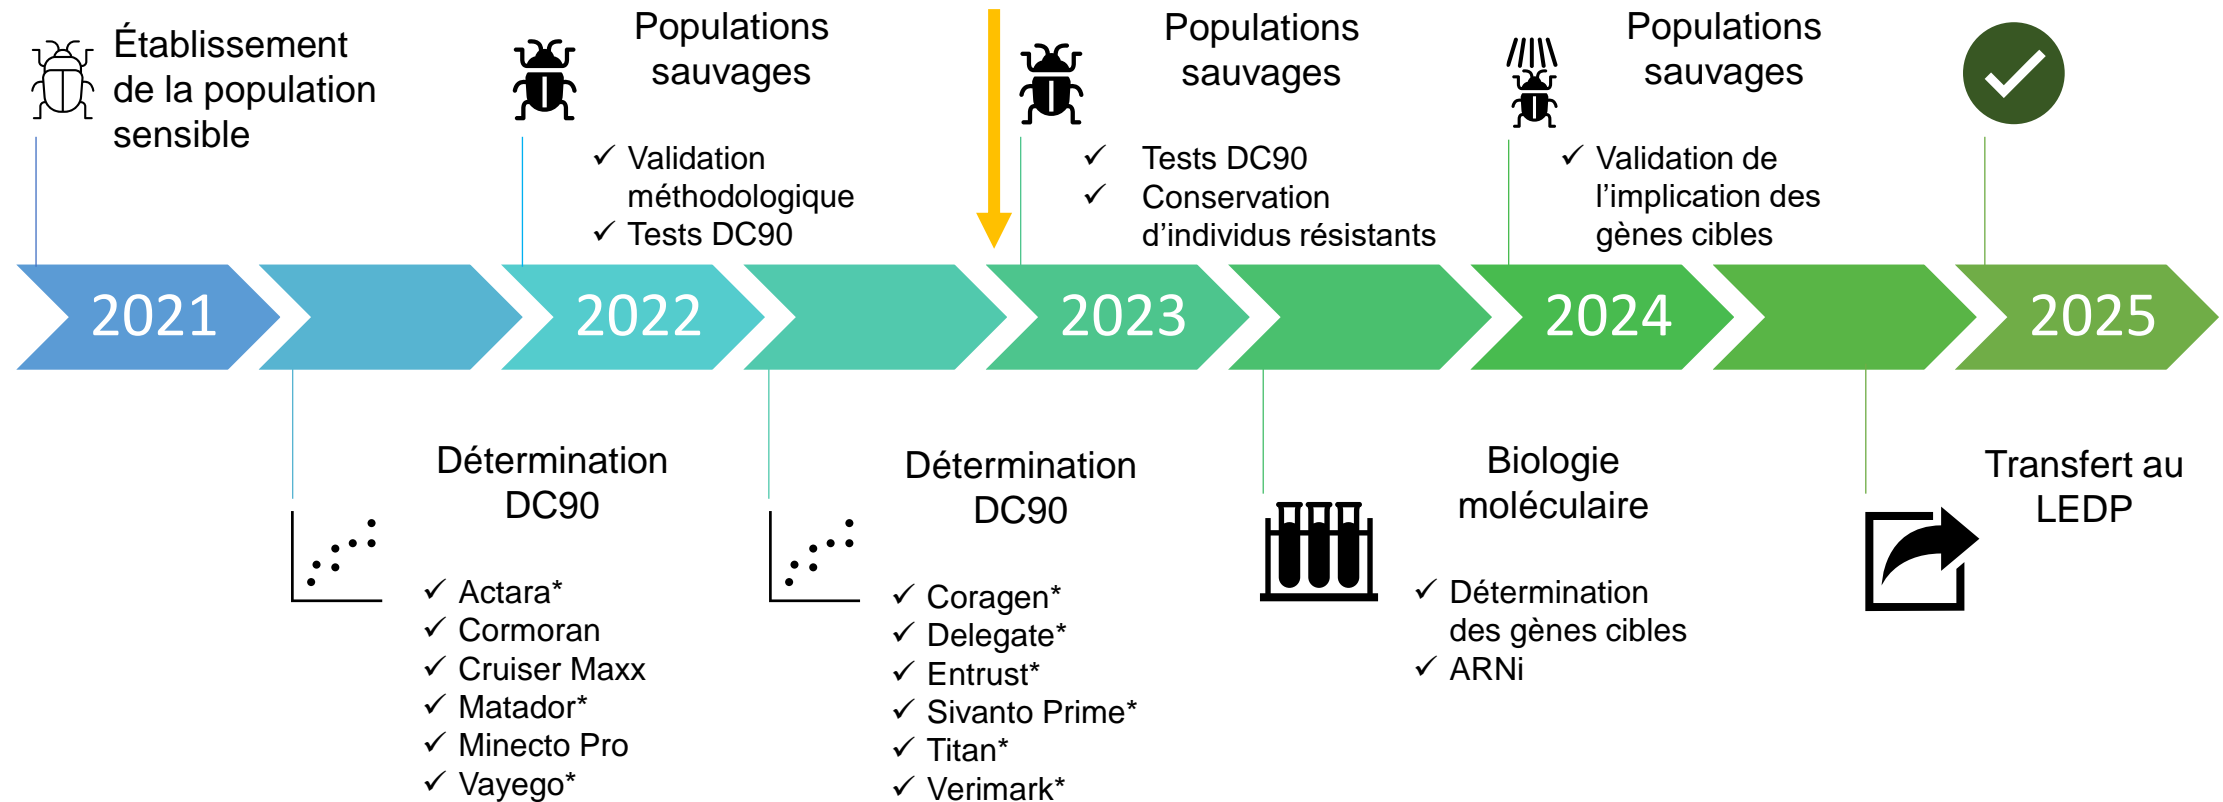 Établissement
de la population
sensible
Populations
sauvages
✓ Validation
méthodologique
✓ Tests DC90
Populations
sauvages
✓ Tests DC90
✓ Conservation
d'individus résistants
Populations
sauvages
✓ Validation de
l'implication des
gènes cibles
2021
2022
2023
2024
2025
Détermination
DC90
✓ Actara*
✓ Cormoran
✓ Cruiser Maxx
✓ Matador*
✓ Minecto Pro
✓ Vayego*
Détermination
DC90
✓ Coragen*
✓ Delegate*
✓ Entrust*
✓ Sivanto Prime*
✓ Titan*
✓ Verimark*
Biologie
moléculaire
✓ Détermination
des gènes cibles
✓ ARNi
Transfert au
LEDP